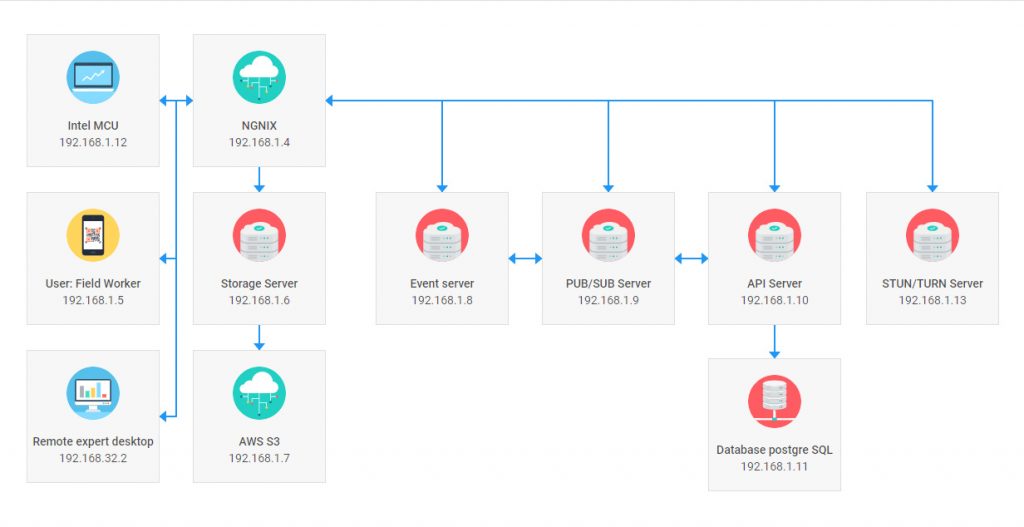 Intel MCU
192.168.1.12
NGNIX
192.168.1.4
User: Field Worker
192.168.1.5
Storage Server
192.168.1.6
Event server
192.168.1.8
PUB/SUB Server
192.168.1.9
API Server
192.168.1.10
STUN/TURN Server
192.168.1.13
Remote expert desktop
192.168.32.2
AWS S3
192.168.1.7
Database postgre SQL
192.168.1.11